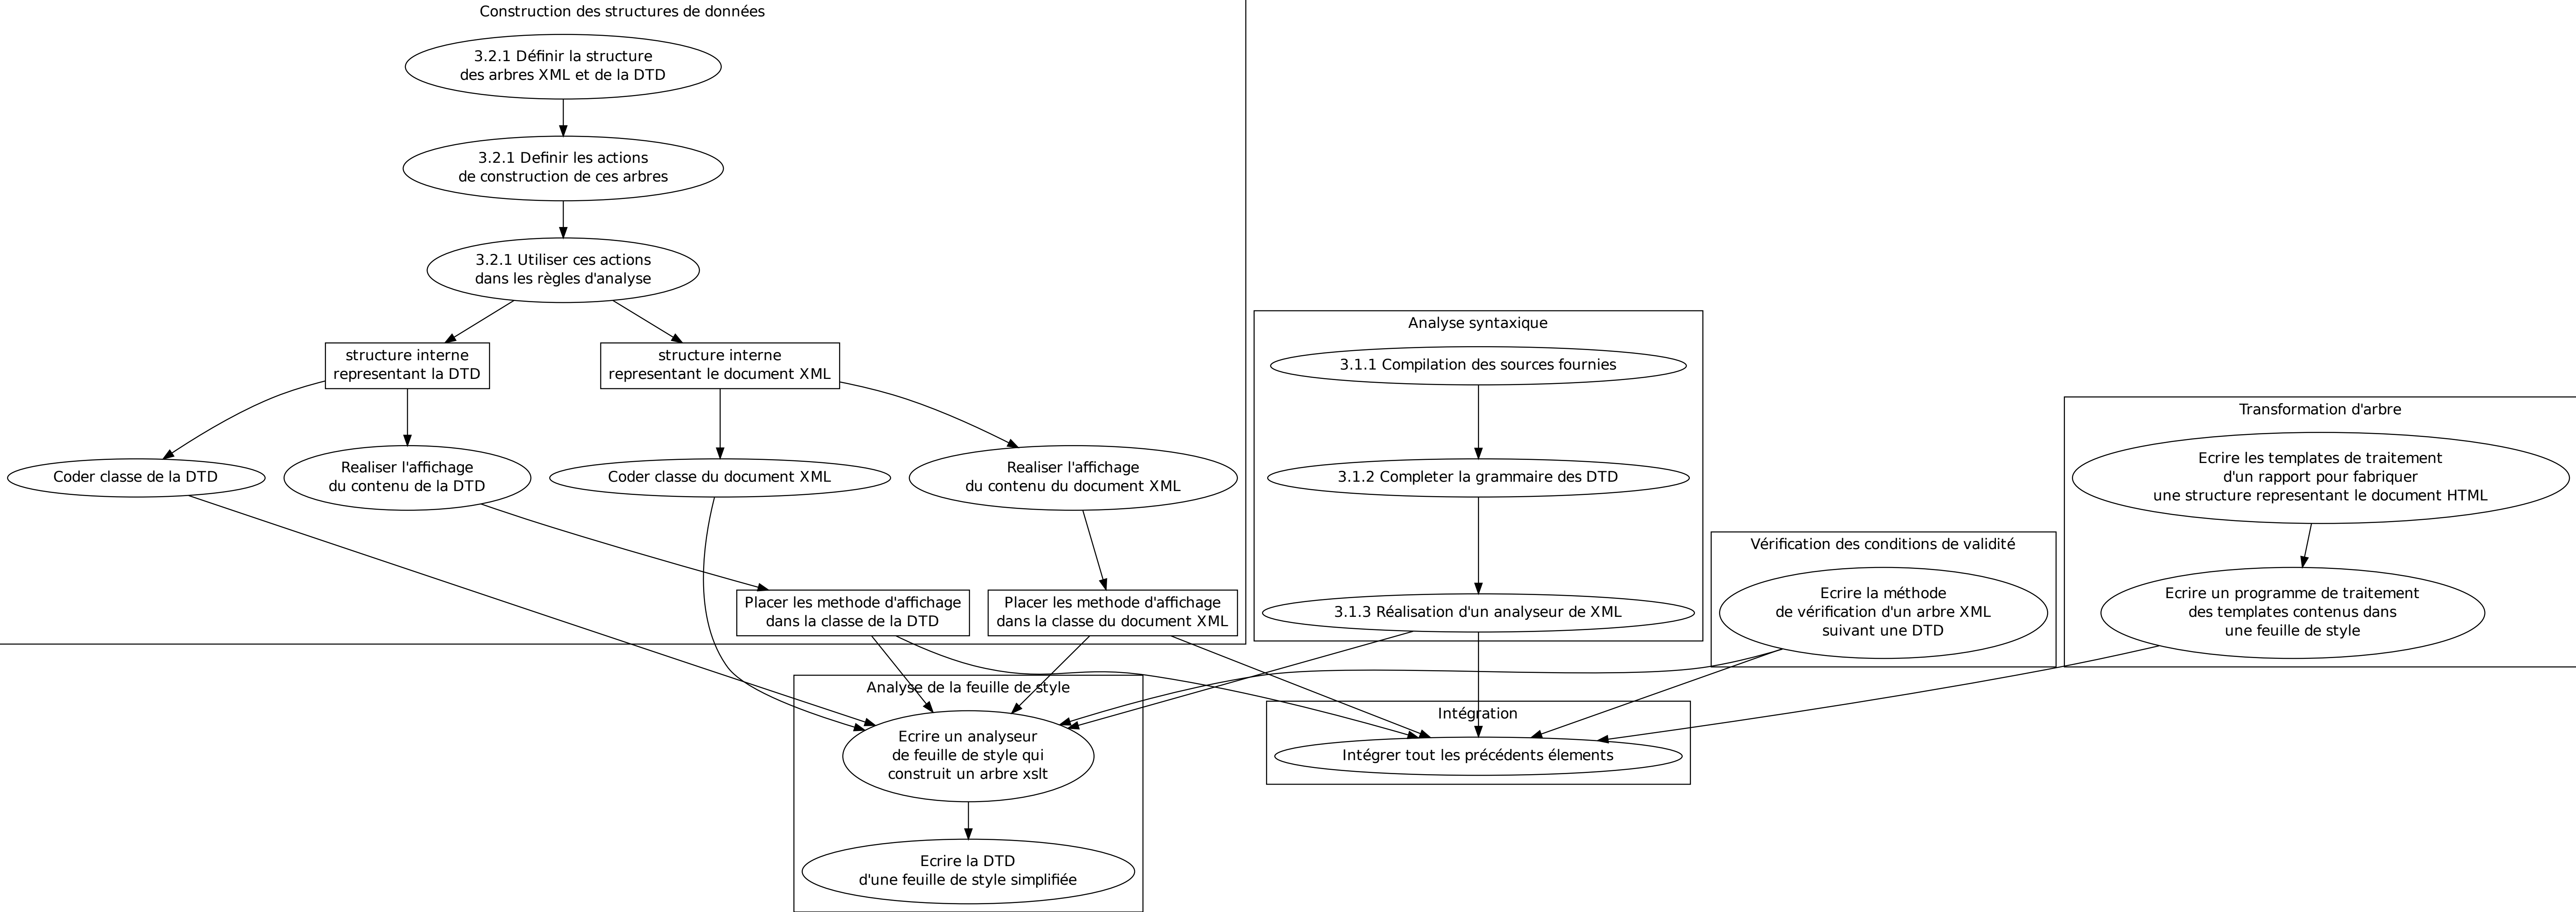 Construction des structures de données
3.2.1 Définir la structure
des arbres XML et de la DTD
3.2.1 Definir les actions
de construction de ces arbres
3.2.1 Utiliser ces actions
dans les règles d'analyse
structure interne
representant la DTD
structure interne
representant le document XML
Coder classe de la DTD
Realiser l'affichage
du contenu de la DTD
Coder classe du document XML
Realiser l'affichage
du contenu du document XML
Placer les methode d'affichage
dans la classe de la DTD
Placer les methode d'affichage
dans la classe du document XML
Analyse syntaxique
3.1.1 Compilation des sources fournies
3.1.2 Completer la grammaire des DTD
3.1.3 Réalisation d'un analyseur de XML
Vérification des conditions de validité
Ecrire la méthode
de vérification d'un arbre XML
suivant une DTD
Transformation d'arbre
Ecrire les templates de traitement
d'un rapport pour fabriquer
une structure representant le document HTML
Ecrire un programme de traitement
des templates contenus dans
une feuille de style
Analyse de la feuille de style
Ecrire un analyseur
de feuille de style qui
construit un arbre xslt
Ecrire la DTD
d'une feuille de style simplifiée
Intégration
Intégrer tout les précédents élements